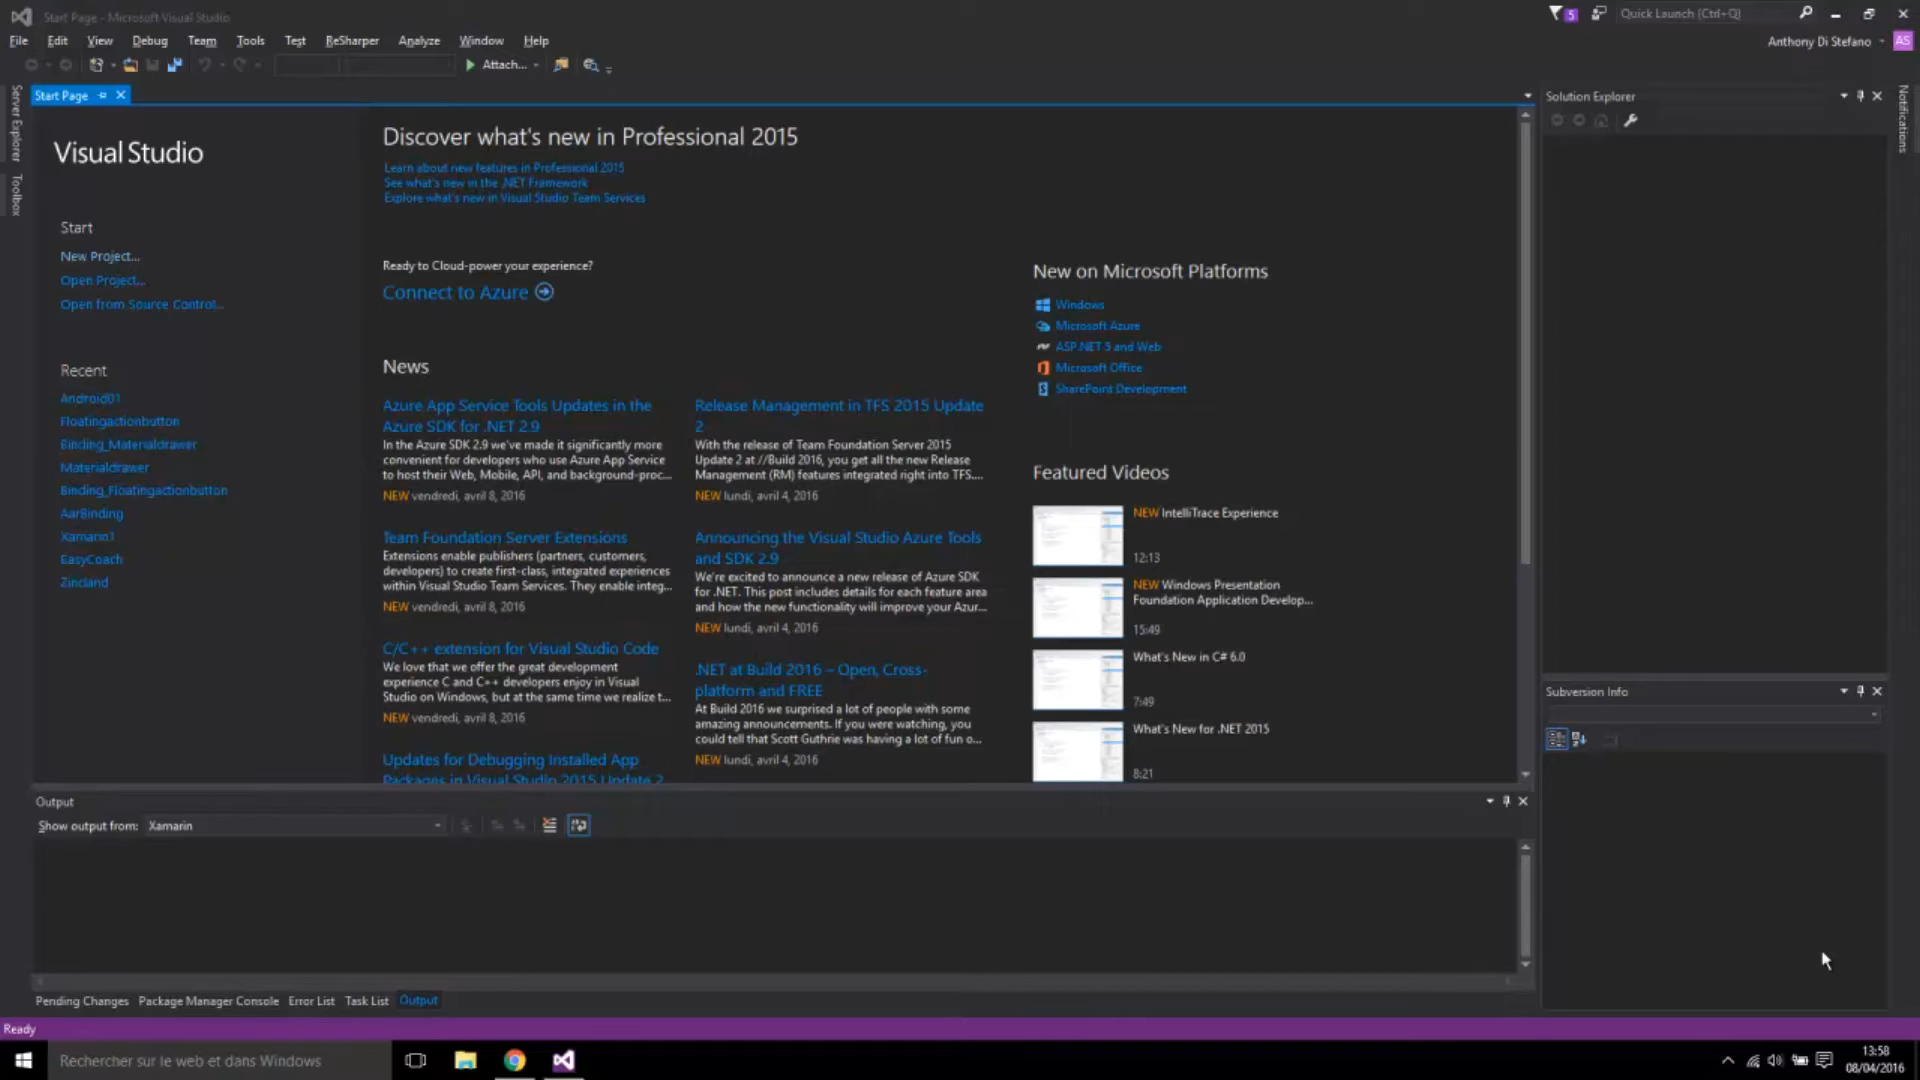 Start Page - Microsoft Visual Studio
5
Quick Launch (Ctrl+Q)
File Edit View Debug Team Tools Test ReSharper Analyze Window Help
Anthony Di Stefano
AS
Attach...
Server Explorer
Toolbox
Start Page
Visual Studio
Start
New Project...
Open Project...
Open from Source Control...
Recent
Android01
Floatingactionbutton
Binding_Materialdrawer
Materialdrawer
Binding_Floatingactionbutton
AarBinding
Xamarin1
EasyCoach
Zincland
Discover what's new in Professional 2015
Learn about new features in Professional 2015
See what's new in the .NET Framework
Explore what's new in Visual Studio Team Services
Ready to Cloud-power your experience?
Connect to Azure
News
Azure App Service Tools Updates in the
Azure SDK for .NET 2.9
In the Azure SDK 2.9 we've made it significantly more
convenient for developers who use Azure App Service
to host their Web, Mobile, API, and background-proc...
NEW vendredi, avril 8, 2016
Team Foundation Server Extensions
Extensions enable publishers (partners, customers,
developers) to create first-class, integrated experiences
within Visual Studio Team Services. They enable integ...
NEW vendredi, avril 8, 2016
C/C++ extension for Visual Studio Code
We love that we offer the great development
experience C and C++ developers enjoy in Visual
Studio on Windows, but at the same time we realize t...
NEW vendredi, avril 8, 2016
Updates for Debugging Installed App
Packages in Visual Studio 2015 Update 2
Release Management in TFS 2015 Update
2
With the release of Team Foundation Server 2015
Update 2 at //Build 2016, you get all the new Release
Management (RM) features integrated right into TFS....
NEW lundi, avril 4, 2016
Announcing the Visual Studio Azure Tools
and SDK 2.9
We're excited to announce a new release of Azure SDK
for .NET. This post includes details for each feature area
and how the new functionality will improve your Azur...
NEW lundi, avril 4, 2016
.NET at Build 2016 – Open, Cross-
platform and FREE
At Build 2016 we surprised a lot of people with some
amazing announcements. If you were watching, you
could tell that Scott Guthrie was having a lot of fun o...
NEW lundi, avril 4, 2016
New on Microsoft Platforms
Windows
Microsoft Azure
ASP.NET 5 and Web
Microsoft Office
SharePoint Development
Featured Videos
NEW IntelliTrace Experience
12:13
NEW Windows Presentation
Foundation Application Develop...
15:49
What's New in C# 6.0
7:49
What's New for .NET 2015
8:21
Solution Explorer
Notifications
Subversion Info
Output
Show output from: Xamarin
Pending Changes Package Manager Console Error List Task List Output
Ready
Rechercher sur le web et dans Windows
13:58
08/04/2016